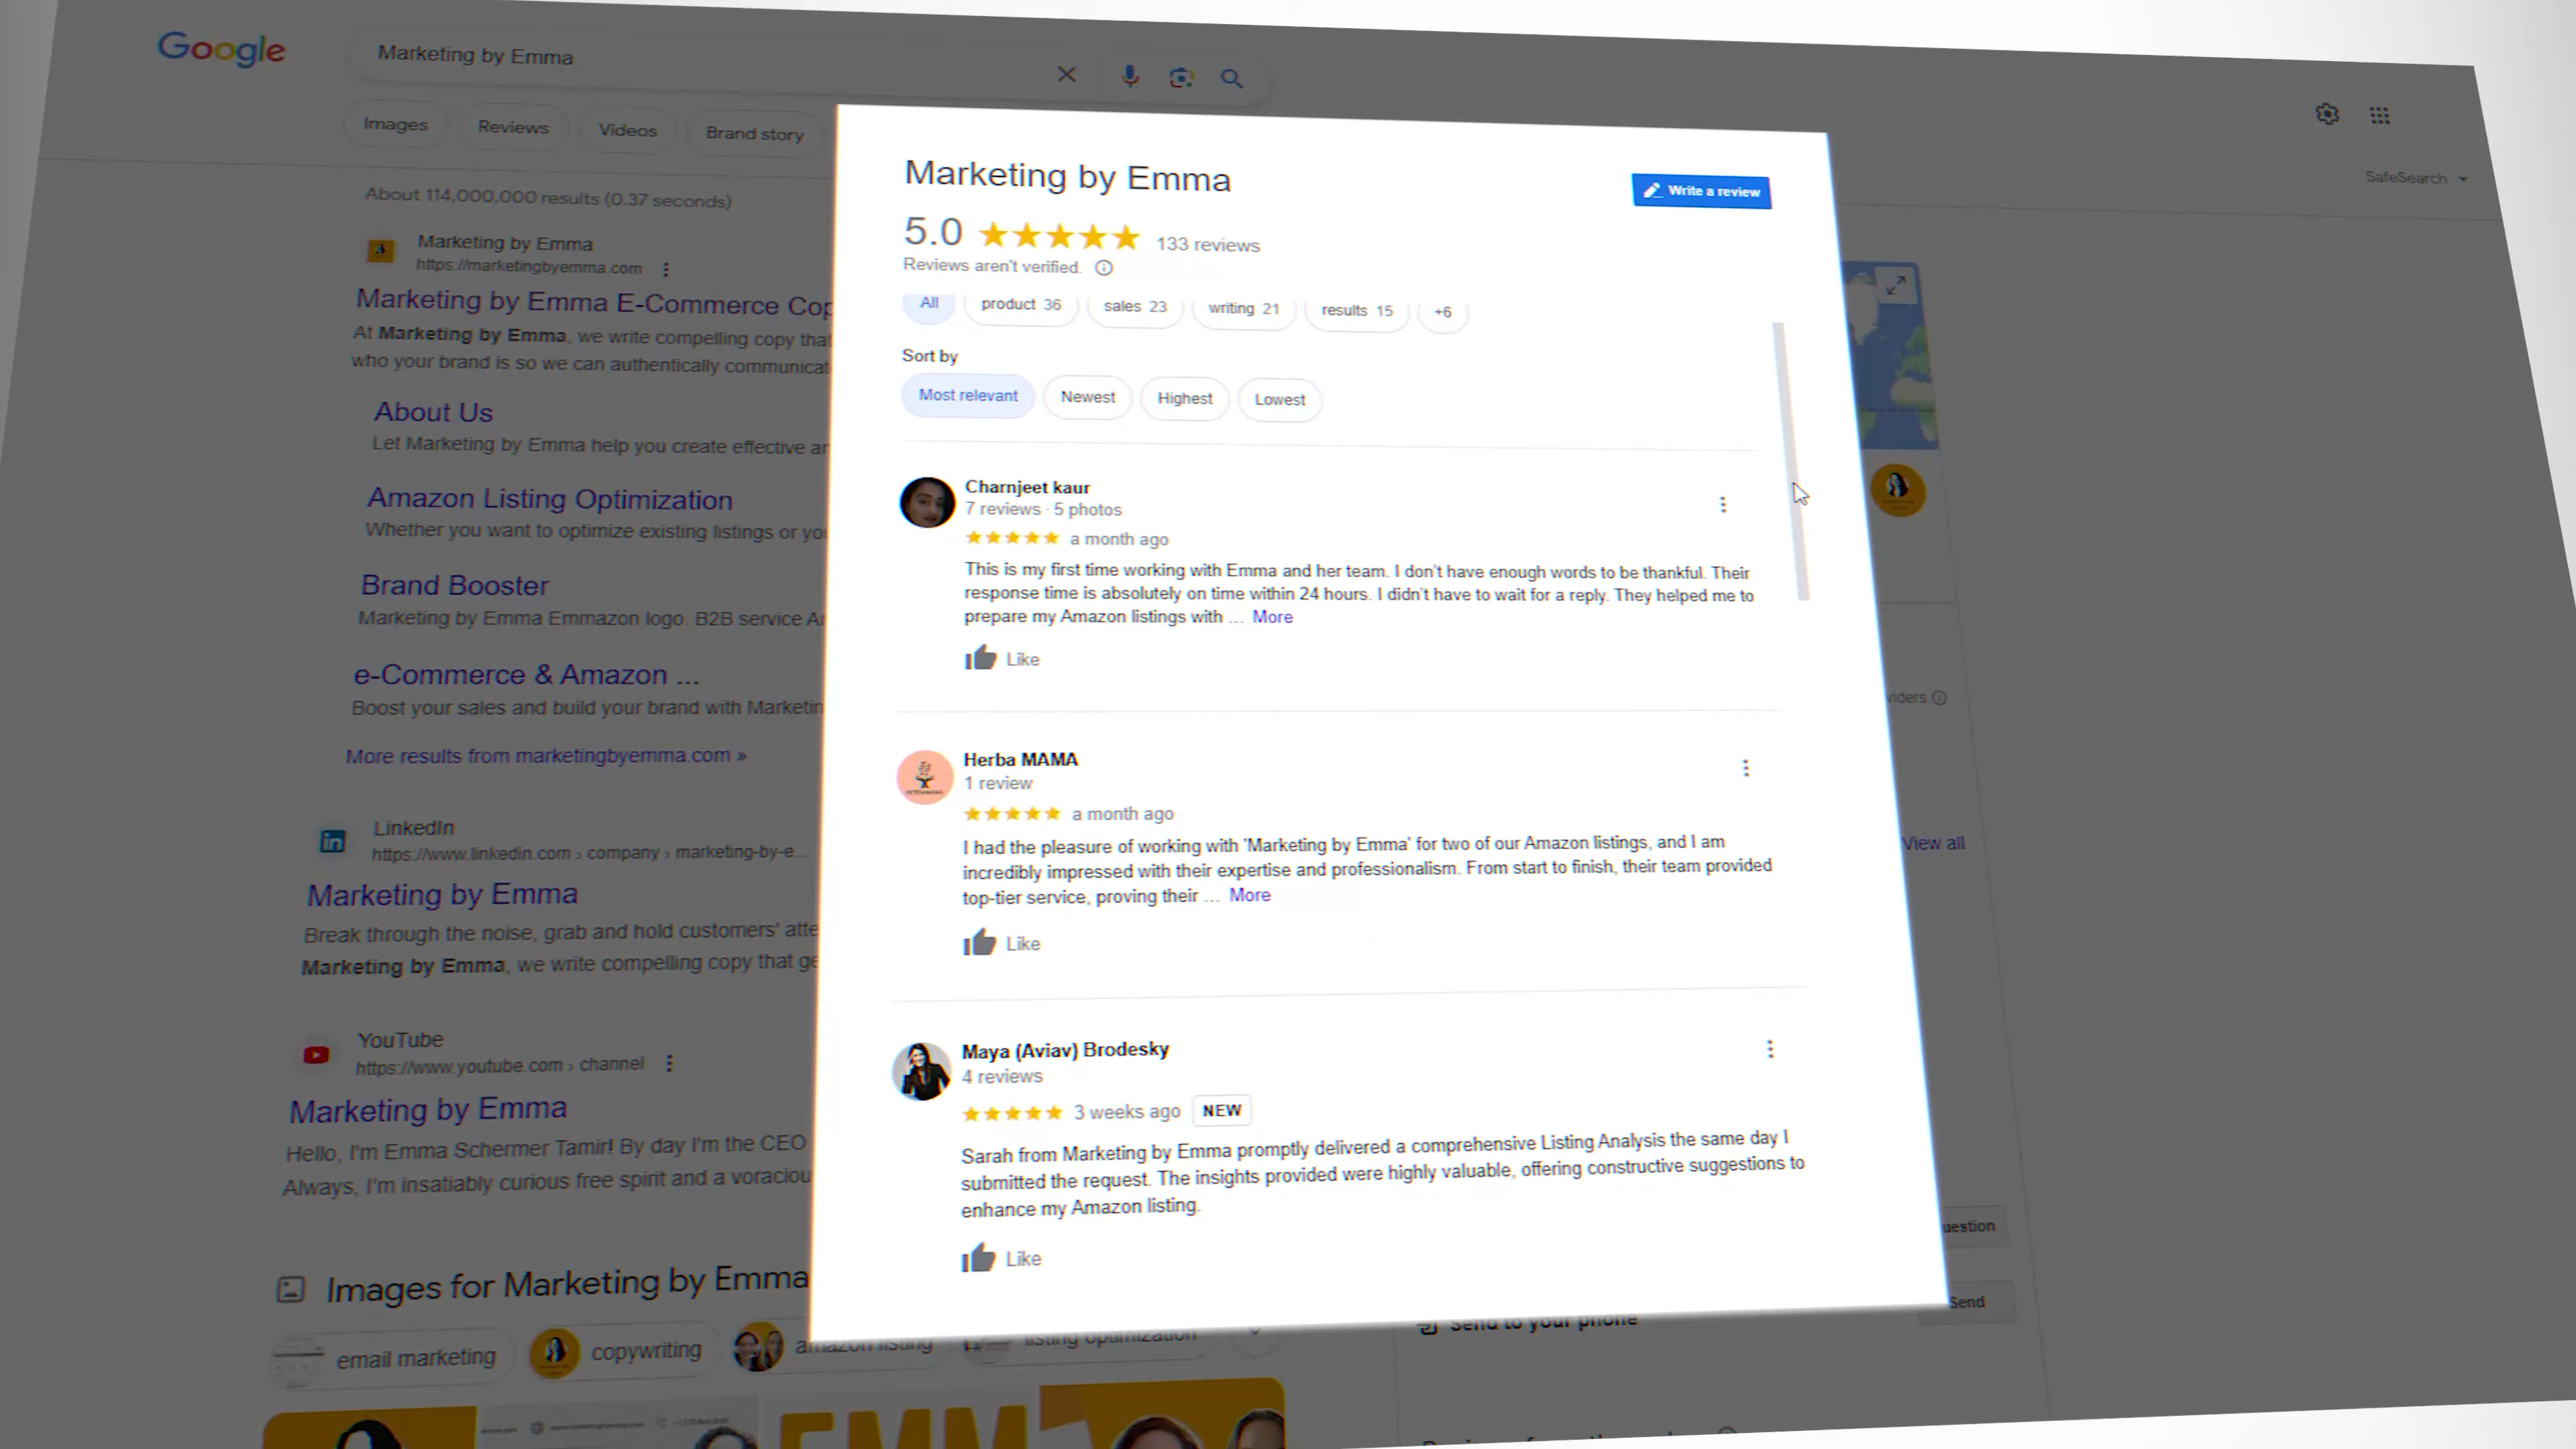 Google
Marketing by Emma
Images
Reviews
Videos
Brand story
SafeSearch
About 114,000,000 results (0.37 seconds)
Marketing by Emma
https://marketingbyemma.com
Marketing by Emma E-Commerce Cop
At Marketing by Emma, we write compelling copy that
who your brand is so we can authentically communicat
About Us
Let Marketing by Emma help you create effective an
Amazon Listing Optimization
Whether you want to optimize existing listings or you
Brand Booster
Marketing by Emma Emmazon logo. B2B service
e-Commerce & Amazon ...
Boost your sales and build your brand with Marketin
More results from marketingbyemma.com »
LinkedIn
https://www.linkedin.com › company › marketing-by-e...
Marketing by Emma
Break through the noise, grab and hold customers' atte
Marketing by Emma, we write compelling copy that ge
YouTube
https://www.youtube.com › channel
Marketing by Emma
Hello, I'm Emma Schermer Tamir! By day I'm the CEO
Always, I'm insatiably curious free spirit and a voraciou
Images for Marketing by Emma
email marketing
copywriting
amazon listing
listing optimization
EMM
Marketing by Emma
Write a review
5.0
133 reviews
Reviews aren't verified.
All
product 36
sales 23
writing 21
results 15
+6
Sort by
Most relevant
Newest
Highest
Lowest
Charnjeet kaur
7 reviews · 5 photos
a month ago
This is my first time working with Emma and her team. I don't have enough words to be thankful. Their
response time is absolutely on time within 24 hours. I didn't have to wait for a reply. They helped me to
prepare my Amazon listings with ... More
Like
Herba MAMA
1 review
a month ago
I had the pleasure of working with 'Marketing by Emma' for two of our Amazon listings, and I am
incredibly impressed with their expertise and professionalism. From start to finish, their team provided
top-tier service, proving their ... More
Like
Maya (Aviav) Brodesky
4 reviews
3 weeks ago
NEW
Sarah from Marketing by Emma promptly delivered a comprehensive Listing Analysis the same day I
submitted the request. The insights provided were highly valuable, offering constructive suggestions to
enhance my Amazon listing.
Like
viders
View all
uestion
Send
Send to your phone